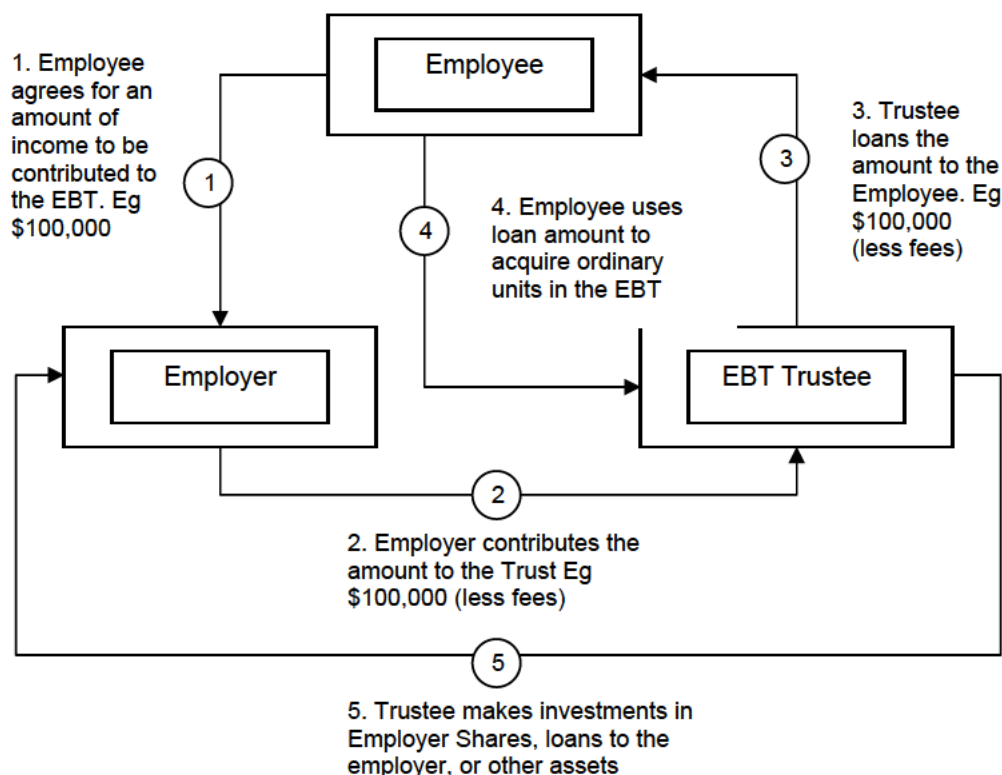 Employee
1. Employee
agrees for an
amount of
income to be
contributed to
the EBT. Eg
$100,000
1
4
4. Employee uses
loan amount to
acquire ordinary
units in the EBT
3
3. Trustee
loans the
amount to the
Employee. Eg
$100,000
(less fees)
Employer
EBT Trustee
2
2. Employer contributes the
amount to the Trust Eg
$100,000 (less fees)
5
5. Trustee makes investments in
Employer Shares, loans to the
employer, or other assets